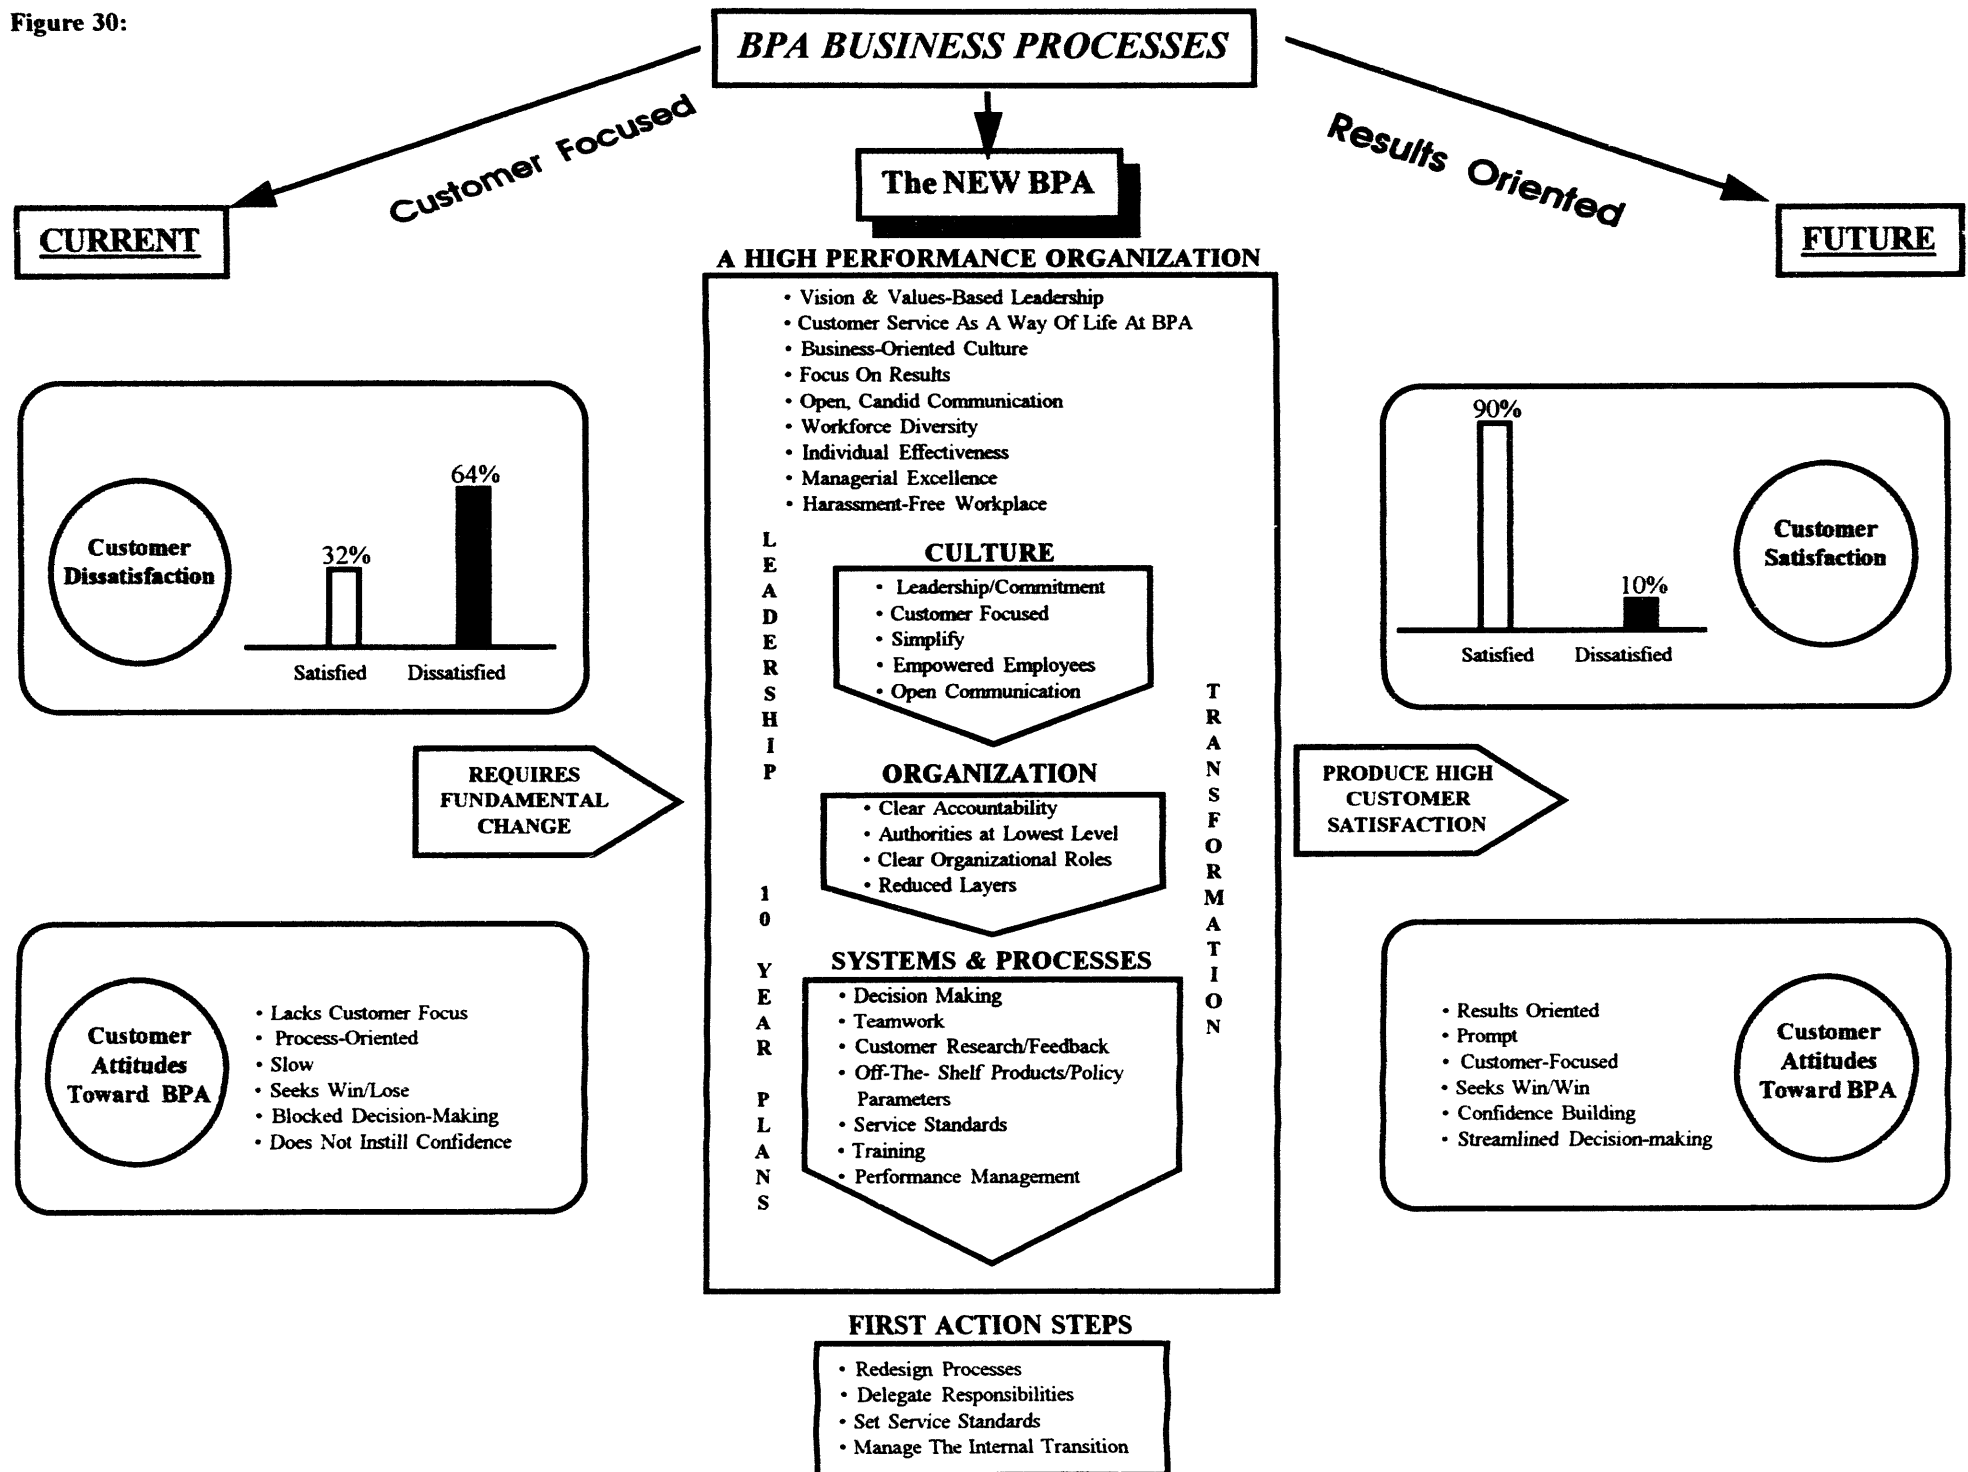 Figure 30:
BPA BUSINESS PROCESSES
Customer Focused
Results Oriented
The NEW BPA
CURRENT
FUTURE
A HIGH PERFORMANCE ORGANIZATION
• Vision & Values-Based Leadership
• Customer Service As A Way Of Life At BPA
• Business-Oriented Culture
• Focus On Results
• Open, Candid Communication
• Workforce Diversity
• Individual Effectiveness
• Managerial Excellence
• Harassment-Free Workplace
Customer
Dissatisfaction
32%
64%
Satisfied
Dissatisfied
REQUIRES
FUNDAMENTAL
CHANGE
Customer
Attitudes
Toward BPA
• Lacks Customer Focus
• Process-Oriented
• Slow
• Seeks Win/Lose
• Blocked Decision-Making
• Does Not Instill Confidence
LEADERSHIP
10 YEAR PLANS
CULTURE
• Leadership/Commitment
• Customer Focused
• Simplify
• Empowered Employees
• Open Communication
ORGANIZATION
• Clear Accountability
• Authorities at Lowest Level
• Clear Organizational Roles
• Reduced Layers
SYSTEMS & PROCESSES
• Decision Making
• Teamwork
• Customer Research/Feedback
• Off-The- Shelf Products/Policy
Parameters
• Service Standards
• Training
• Performance Management
TRANSFORMATION
FIRST ACTION STEPS
• Redesign Processes
• Delegate Responsibilities
• Set Service Standards
• Manage The Internal Transition
90%
10%
Satisfied
Dissatisfied
Customer
Satisfaction
PRODUCE HIGH
CUSTOMER
SATISFACTION
• Results Oriented
• Prompt
• Customer-Focused
• Seeks Win/Win
• Confidence Building
• Streamlined Decision-making
Customer
Attitudes
Toward BPA